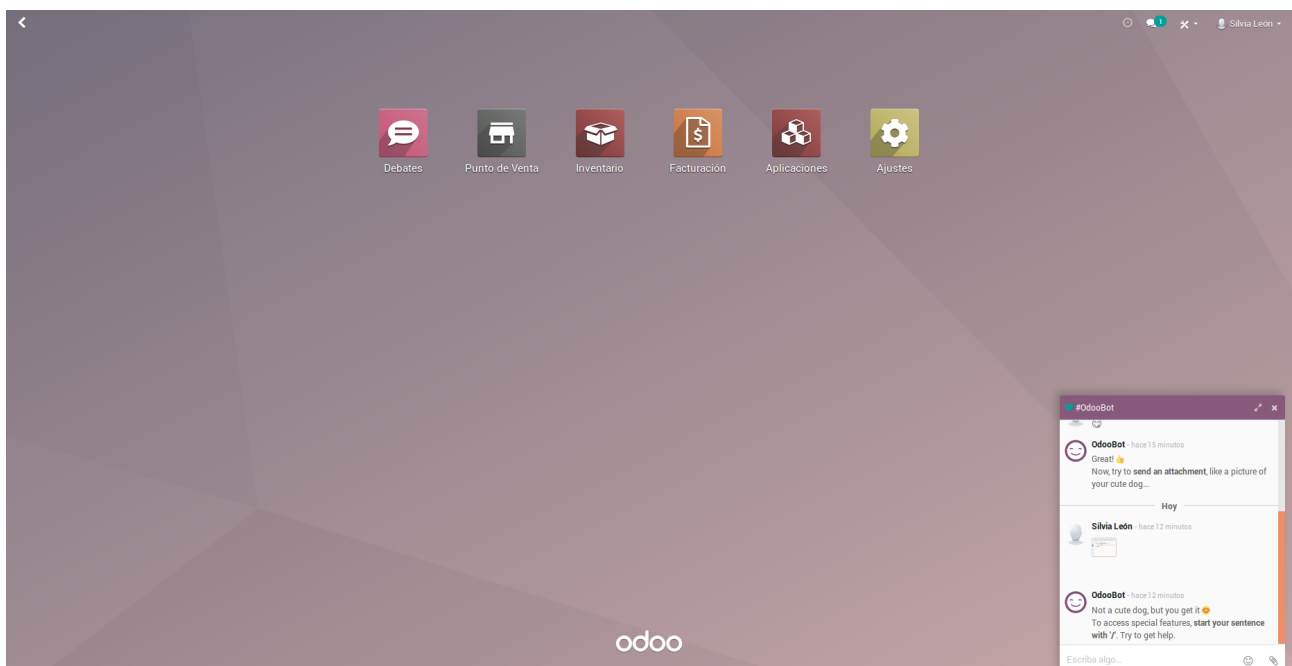 1
Silvia León
Debates
Punto de Venta
Inventario
Facturación
Aplicaciones
Ajustes
#OdooBot
OdooBot - hace 15 minutos
Great!
Now, try to send an attachment, like a picture of
your cute dog...
Hoy
Silvia León - hace 12 minutos
OdooBot - hace 12 minutos
Not a cute dog, but you get it
To access special features, start your sentence
with '/'. Try to get help.
Escriba algo...
odoo